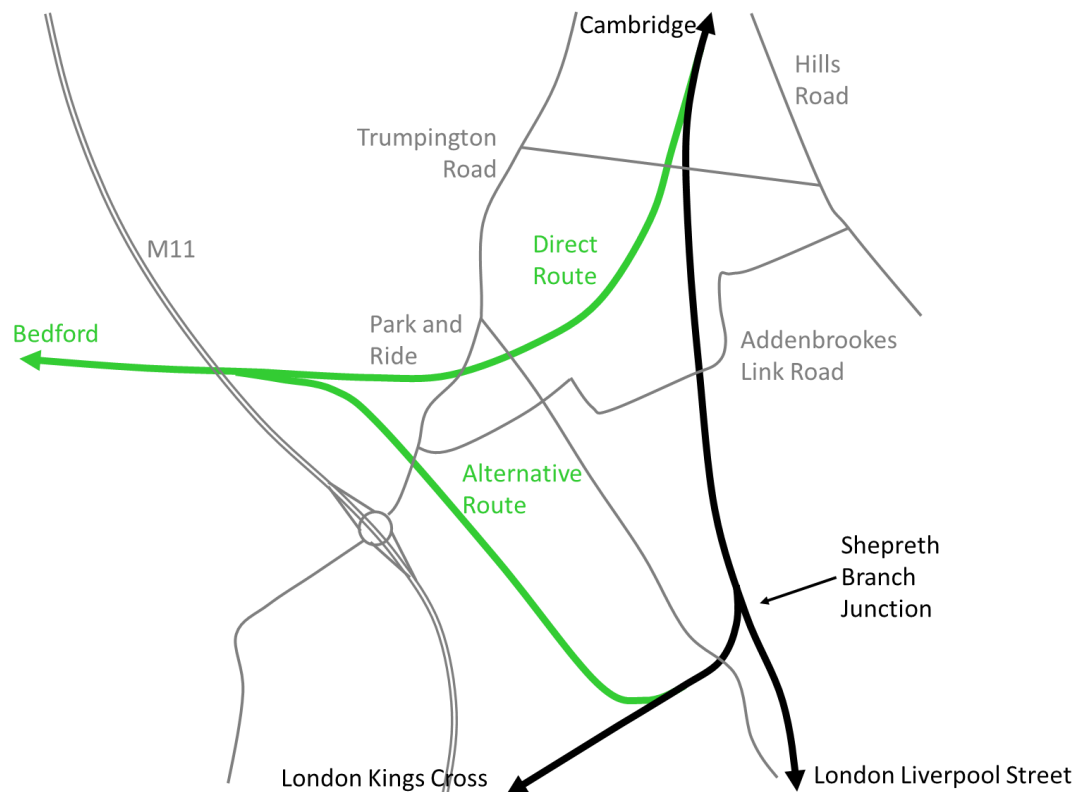 Cambridge
Hills
Road
Trumpington
Road
M11
Direct
Route
Bedford
Park and
Ride
Addenbrookes
Link Road
Alternative
Route
Shepreth
Branch
Junction
London Kings Cross
London Liverpool Street